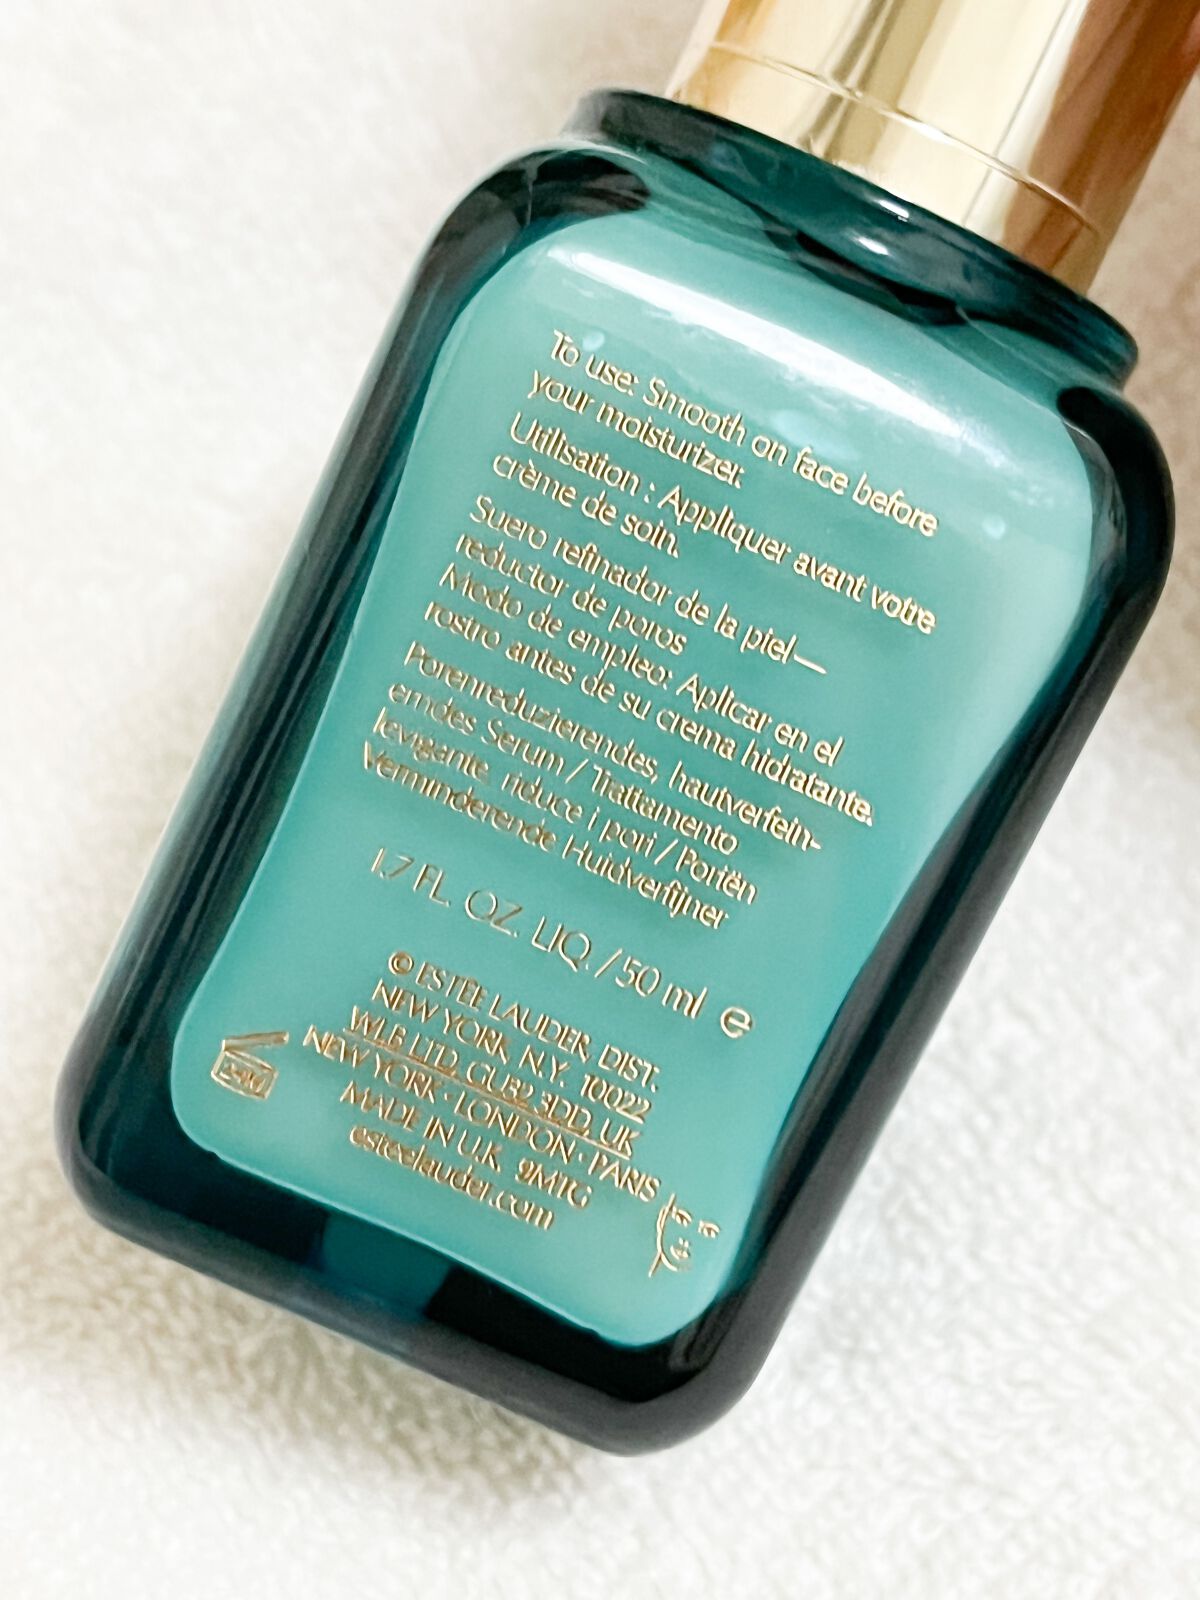 To use: Smooth on face before
your moisturizer.
Utilisation : Appliquer avant votre
crème de soin.
Suero refinador de la piel—
reductor de poros
Modo de empleo: Aplicar en el
rostro antes de su crema hidratante.
Porenreduzierendes, hautverfein-
erndes Serum / Trattamento
levigante, riduce i pori / Poriën
Verminderende Huidverfijner
1.7 FL. OZ. LIQ. / 50 ml ℮
© ESTÉE LAUDER, DIST.
NEW YORK, N.Y. 10022
WLB LTD, GU32 3DD, UK
NEW YORK · LONDON · PARIS
MADE IN U.K. 9MTG
esteelauder.com
24M